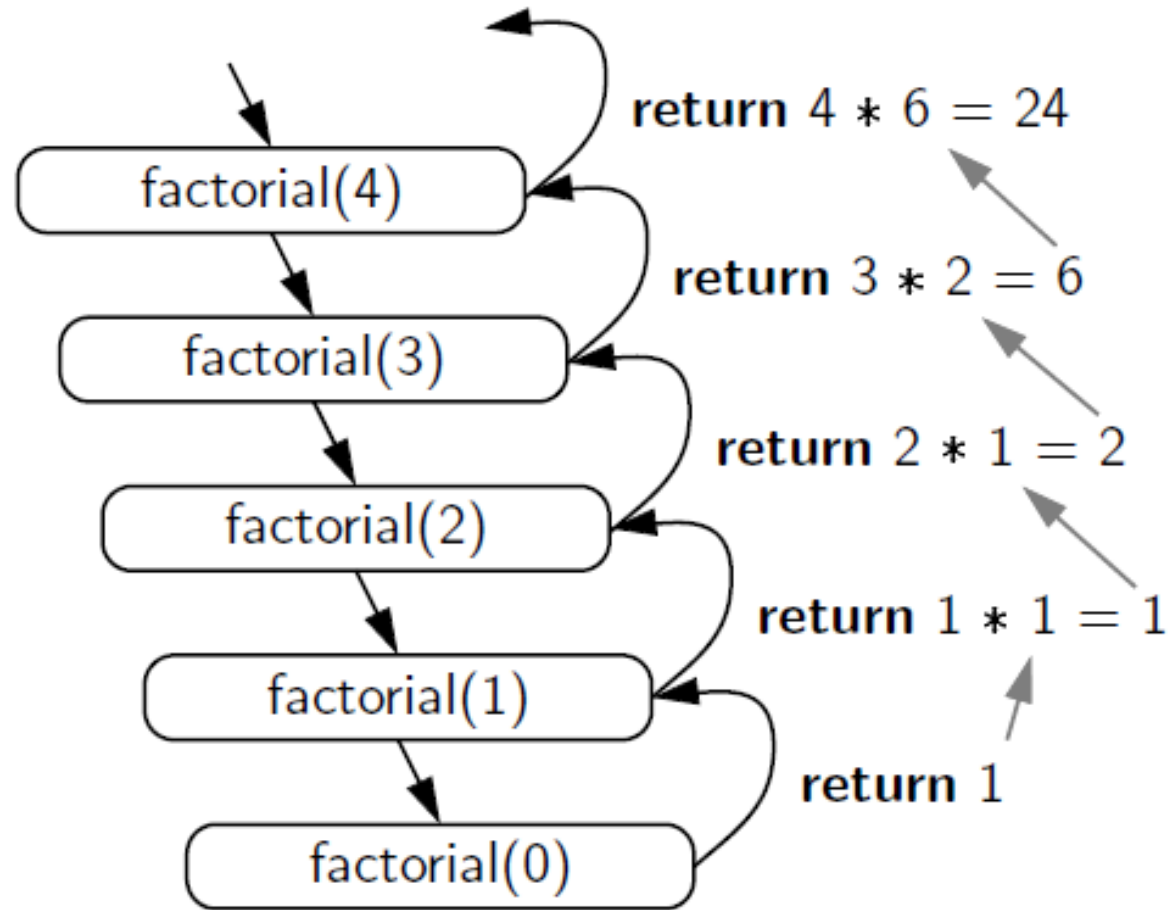 return 4 * 6 = 24
factorial(4)
return 3 * 2 = 6
factorial(3)
return 2 * 1 = 2
factorial(2)
return 1 * 1 = 1
factorial(1)
return 1
factorial(0)